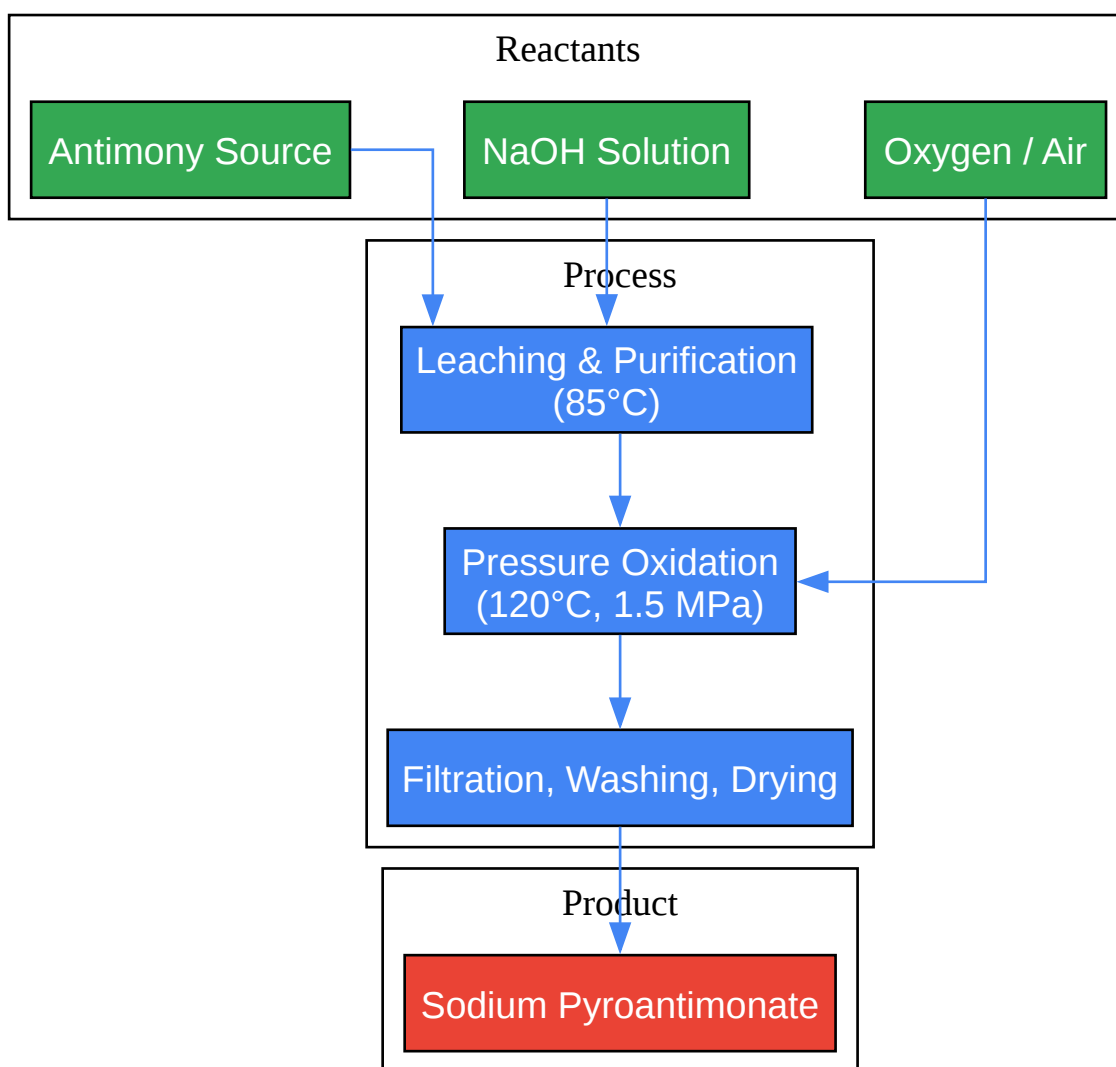 Reactants
Antimony Source
NaOH Solution
Oxygen / Air
Process
Leaching & Purification
(85°C)
Pressure Oxidation
(120°C, 1.5 MPa)
Filtration, Washing, Drying
Product
Sodium Pyroantimonate